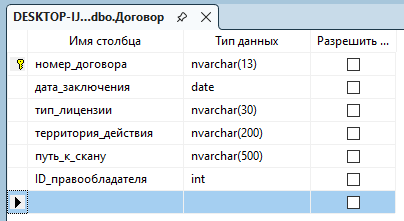 DESKTOP-IJ...dbo.Договор
Имя столбца Тип данных Разрешить ...
номер_договора nvarchar(13)
дата_заключения date
тип_лицензии nvarchar(30)
территория_действия nvarchar(200)
путь_к_скану nvarchar(500)
ID_правообладателя int